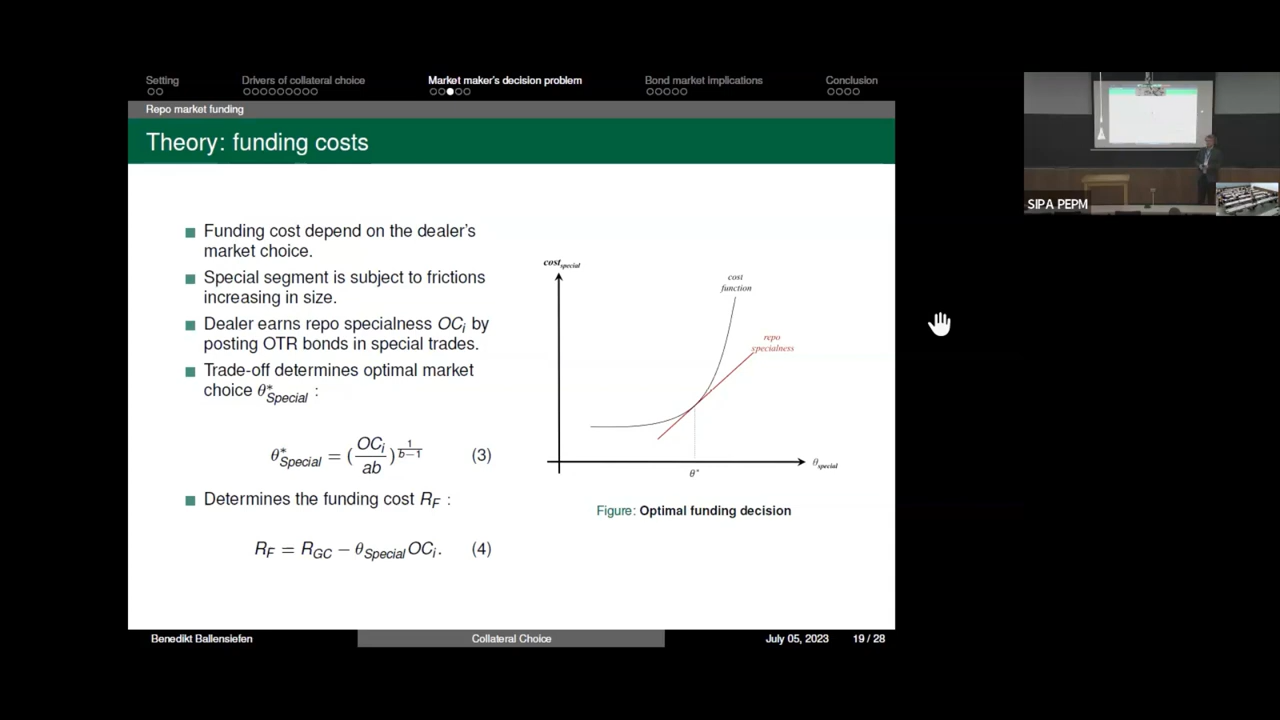 Setting
Drivers of collateral choice
Market maker's decision problem
Bond market implications
Conclusion
Repo market funding
Theory: funding costs
Funding cost depend on the dealer's
market choice.
Special segment is subject to frictions
increasing in size.
Dealer earns repo specialness OC_i by
posting OTR bonds in special trades.
Trade-off determines optimal market
choice θ*_Special :
θ*_Special = (OC_i/ab)^{1/(b−1)} (3)
Determines the funding cost R_F :
R_F = R_GC − θ_Special OC_i. (4)
cost_special
cost
function
repo
specialness
θ_special
θ*
Figure: Optimal funding decision
Benedikt Ballensiefen
Collateral Choice
July 05, 2023
19 / 28
SIPA PEPM